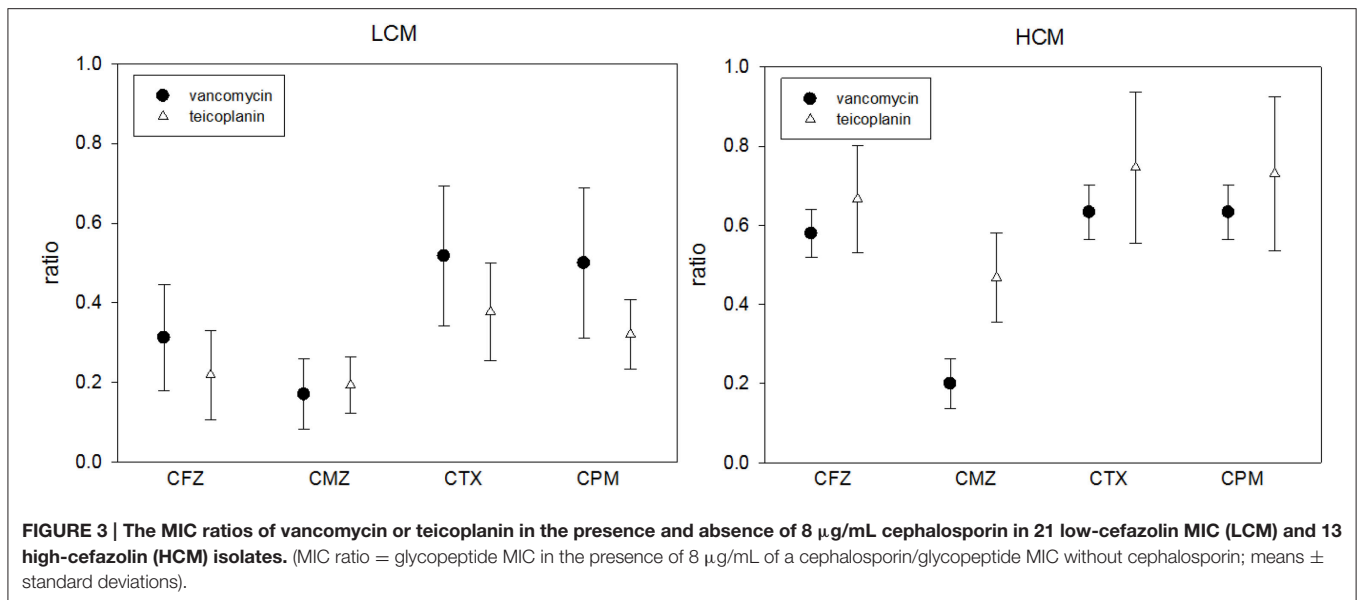 LCM
1.0
0.8
0.6
0.4
0.2
0.0
ratio
vancomycin
teicoplanin
CFZ
CMZ
CTX
CPM
HCM
1.0
0.8
0.6
0.4
0.2
0.0
ratio
vancomycin
teicoplanin
CFZ
CMZ
CTX
CPM
FIGURE 3 | The MIC ratios of vancomycin or teicoplanin in the presence and absence of 8 μg/mL cephalosporin in 21 low-cefazolin MIC (LCM) and 13
high-cefazolin (HCM) isolates. (MIC ratio = glycopeptide MIC in the presence of 8 μg/mL of a cephalosporin/glycopeptide MIC without cephalosporin; means ±
standard deviations).